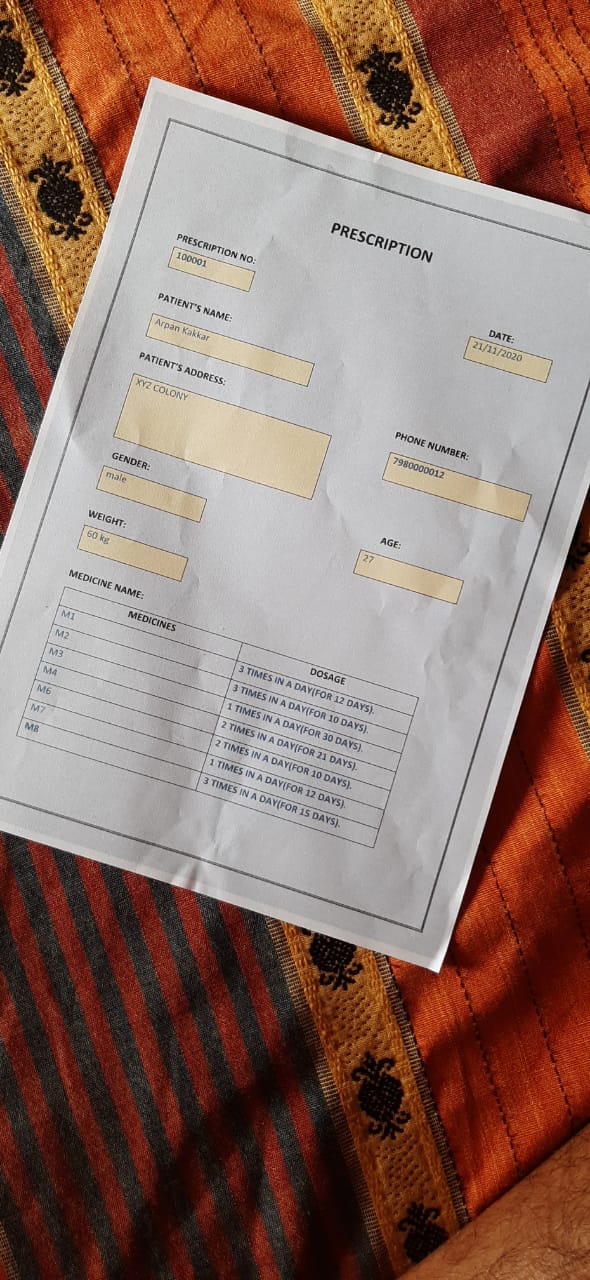 PRESCRIPTION
PRESCRIPTION NO:
100001
PATIENT'S NAME:
Arpan Kakkar
DATE:
21/11/2020
PATIENT'S ADDRESS:
XYZ COLONY
PHONE NUMBER:
7980000012
GENDER:
male
WEIGHT:
60 kg
AGE:
27
MEDICINE NAME:
MEDICINES DOSAGE
M1 3 TIMES IN A DAY(FOR 12 DAYS).
M2 3 TIMES IN A DAY(FOR 10 DAYS).
M3 1 TIMES IN A DAY(FOR 30 DAYS).
M4 2 TIMES IN A DAY(FOR 21 DAYS).
M6 2 TIMES IN A DAY(FOR 10 DAYS).
M7 1 TIMES IN A DAY(FOR 12 DAYS).
M8 3 TIMES IN A DAY(FOR 15 DAYS).